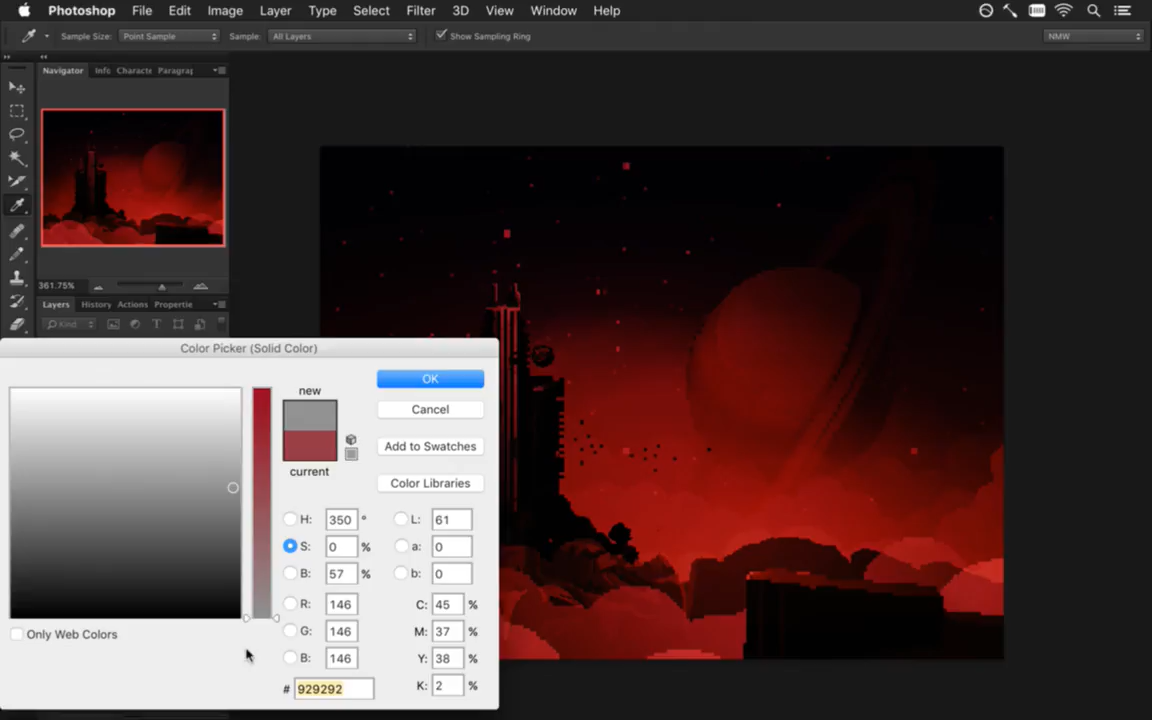 Photoshop File Edit Image Layer Type Select Filter 3D View Window Help
Sample Size: Point Sample Sample: All Layers Show Sampling Ring NMW
Navigator Info Characte Paragrap
361.75%
Layers History Actions Propertie
Kind
Color Picker (Solid Color)
new
current
OK
Cancel
Add to Swatches
Color Libraries
H: 350 °
S: 0 %
B: 57 %
R: 146
G: 146
B: 146
# 929292
L: 61
a: 0
b: 0
C: 45 %
M: 37 %
Y: 38 %
K: 2 %
Only Web Colors